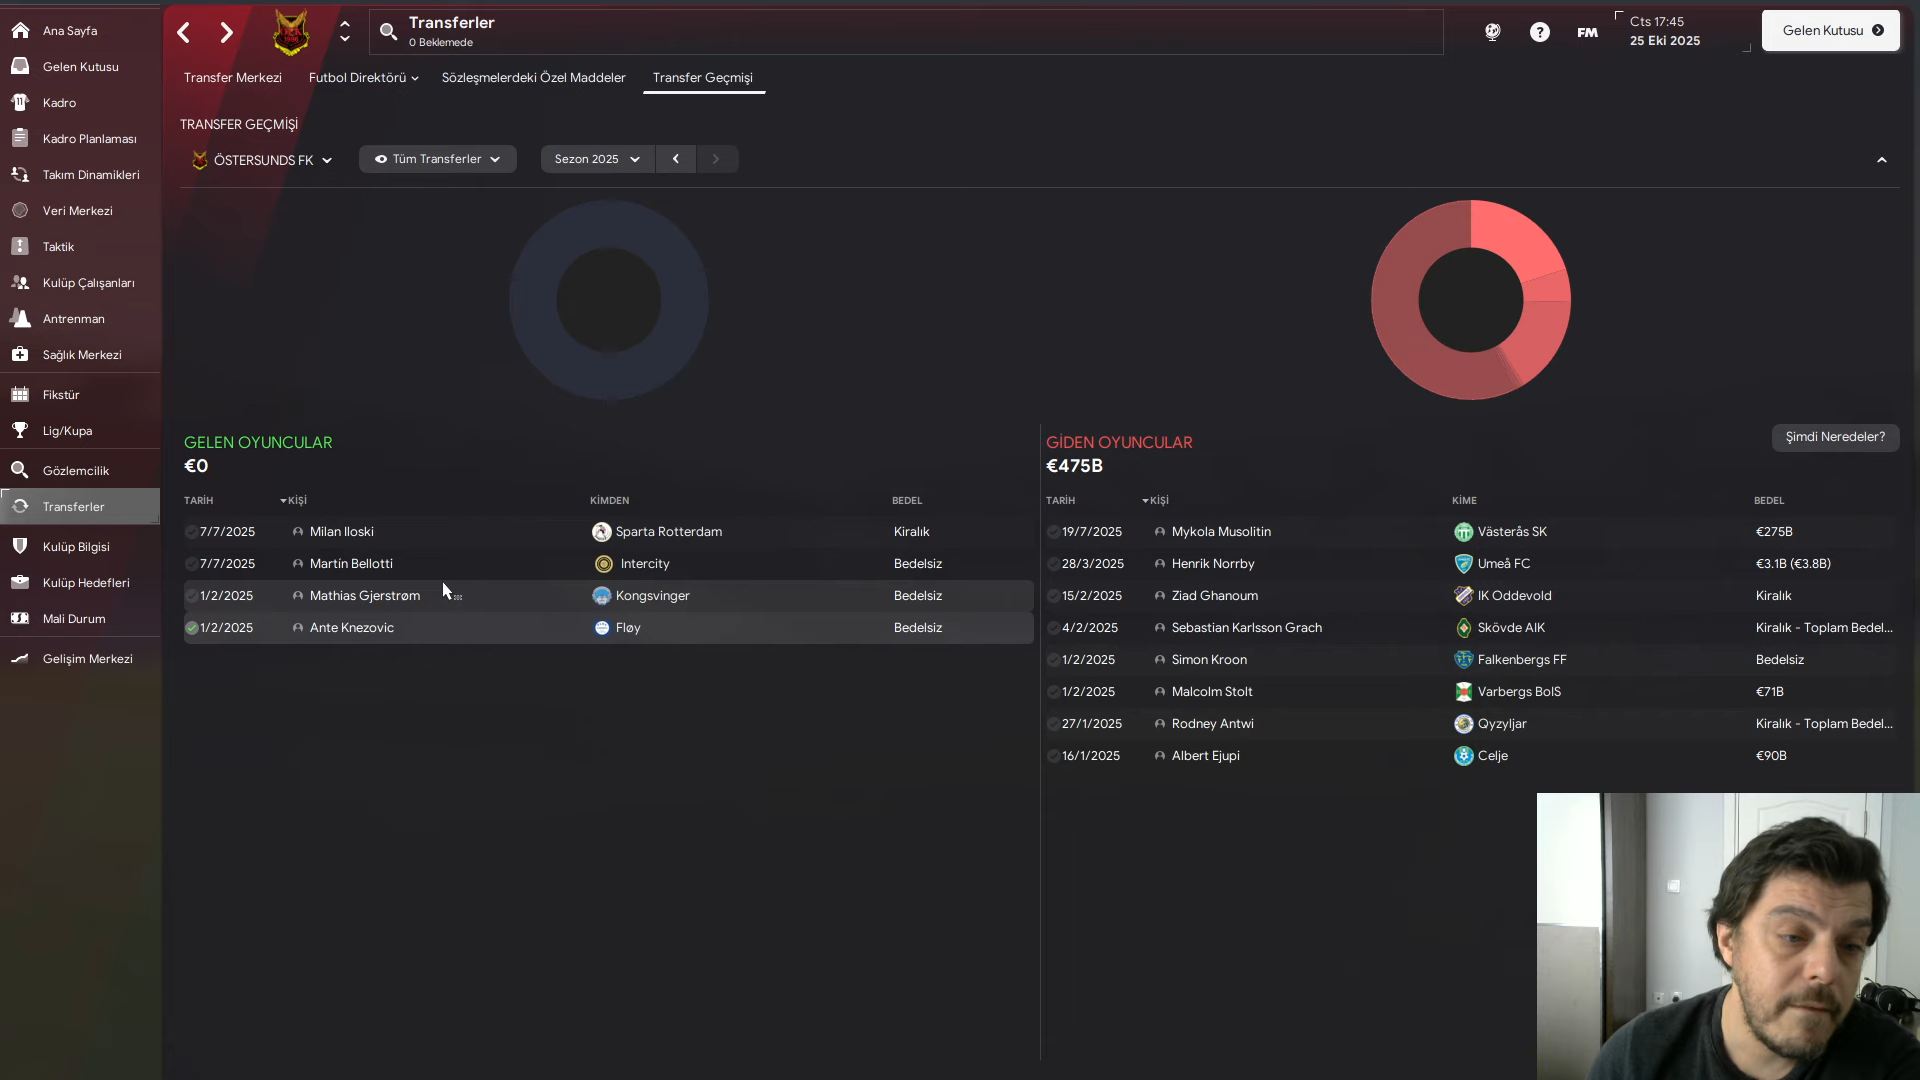 Ana Sayfa
Gelen Kutusu
Kadro
Kadro Planlaması
Takım Dinamikleri
Veri Merkezi
Taktik
Kulüp Çalışanları
Antrenman
Sağlık Merkezi
Fikstür
Lig/Kupa
Gözlemcilik
Transferler
Kulüp Bilgisi
Kulüp Hedefleri
Mali Durum
Gelişim Merkezi
Transferler
0 Beklemede
FM
Cts 17:45
25 Eki 2025
Gelen Kutusu
Transfer Merkezi Futbol Direktörü Sözleşmelerdeki Özel Maddeler Transfer Geçmişi
TRANSFER GEÇMİŞİ
ÖSTERSUNDS FK Tüm Transferler Sezon 2025
GELEN OYUNCULAR
€0
TARİH KİŞİ KİMDEN BEDEL
7/7/2025 Milan Iloski Sparta Rotterdam Kiralık
7/7/2025 Martín Bellotti Intercity Bedelsiz
1/2/2025 Mathias Gjerstrøm Kongsvinger Bedelsiz
1/2/2025 Ante Knezovic Fløy Bedelsiz
GİDEN OYUNCULAR
€475B
Şimdi Neredeler?
TARİH KİŞİ KİME BEDEL
19/7/2025 Mykola Musolitin Västerås SK €275B
28/3/2025 Henrik Norrby Umeå FC €3.1B (€3.8B)
15/2/2025 Ziad Ghanoum IK Oddevold Kiralık
4/2/2025 Sebastian Karlsson Grach Skövde AIK Kiralık - Toplam Bedel...
1/2/2025 Simon Kroon Falkenbergs FF Bedelsiz
1/2/2025 Malcolm Stolt Varbergs BoIS €71B
27/1/2025 Rodney Antwi Qyzyljar Kiralık - Toplam Bedel...
16/1/2025 Albert Ejupi Celje €90B